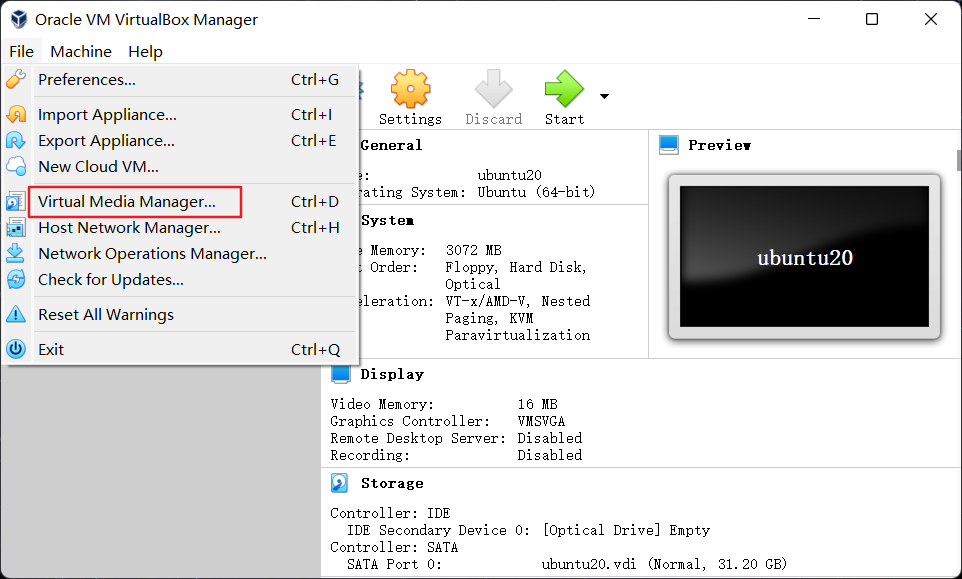 Oracle VM VirtualBox Manager
File Machine Help
Preferences... Ctrl+G
Import Appliance... Ctrl+I
Export Appliance... Ctrl+E
New Cloud VM...
Virtual Media Manager... Ctrl+D
Host Network Manager... Ctrl+H
Network Operations Manager...
Check for Updates...
Reset All Warnings
Exit Ctrl+Q
Settings Discard Start
General
e: ubuntu20
rating System: Ubuntu (64-bit)
System
e Memory: 3072 MB
t Order: Floppy, Hard Disk,
Optical
eleration: VT-x/AMD-V, Nested
Paging, KVM
Paravirtualization
Preview
ubuntu20
Display
Video Memory: 16 MB
Graphics Controller: VMSVGA
Remote Desktop Server: Disabled
Recording: Disabled
Storage
Controller: IDE
IDE Secondary Device 0: [Optical Drive] Empty
Controller: SATA
SATA Port 0: ubuntu20.vdi (Normal, 31.20 GB)